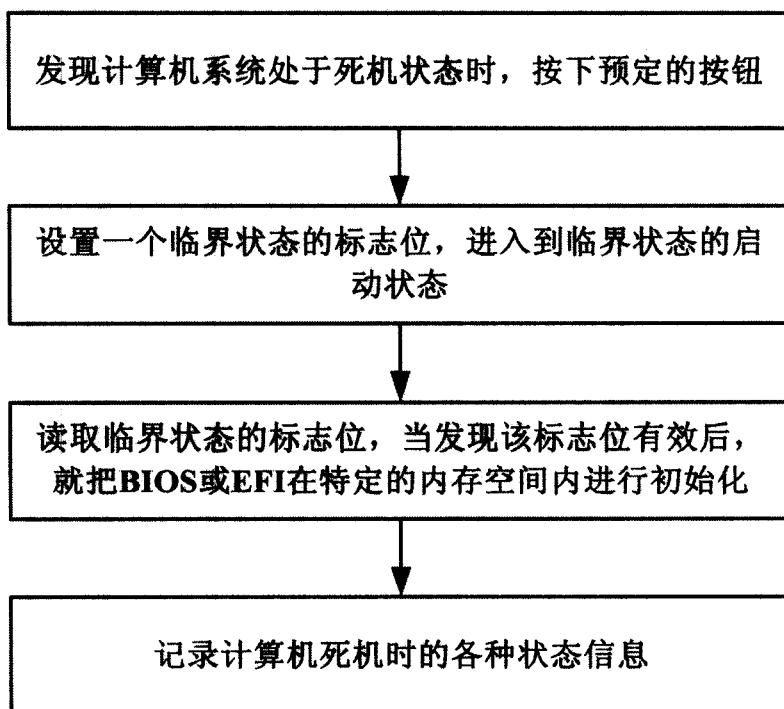 发现计算机系统处于死机状态时，按下预定的按钮
设置一个临界状态的标志位，进入到临界状态的启
动状态
读取临界状态的标志位，当发现该标志位有效后，
就把BIOS或EFI在特定的内存空间内进行初始化
记录计算机死机时的各种状态信息